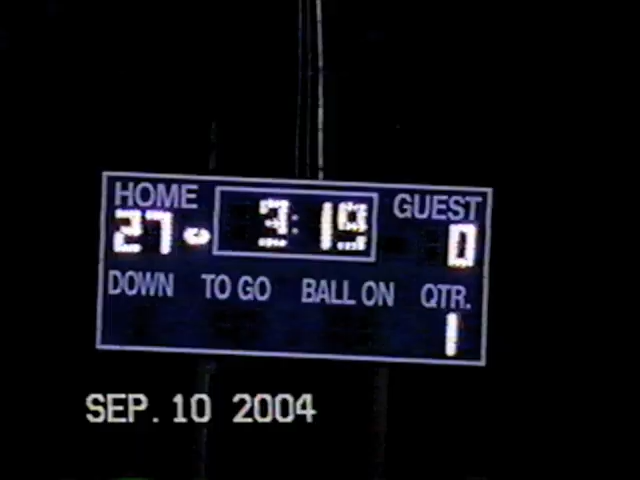 HOME 3:19 GUEST
27 0
DOWN TO GO BALL ON QTR.
1
SEP. 10 2004